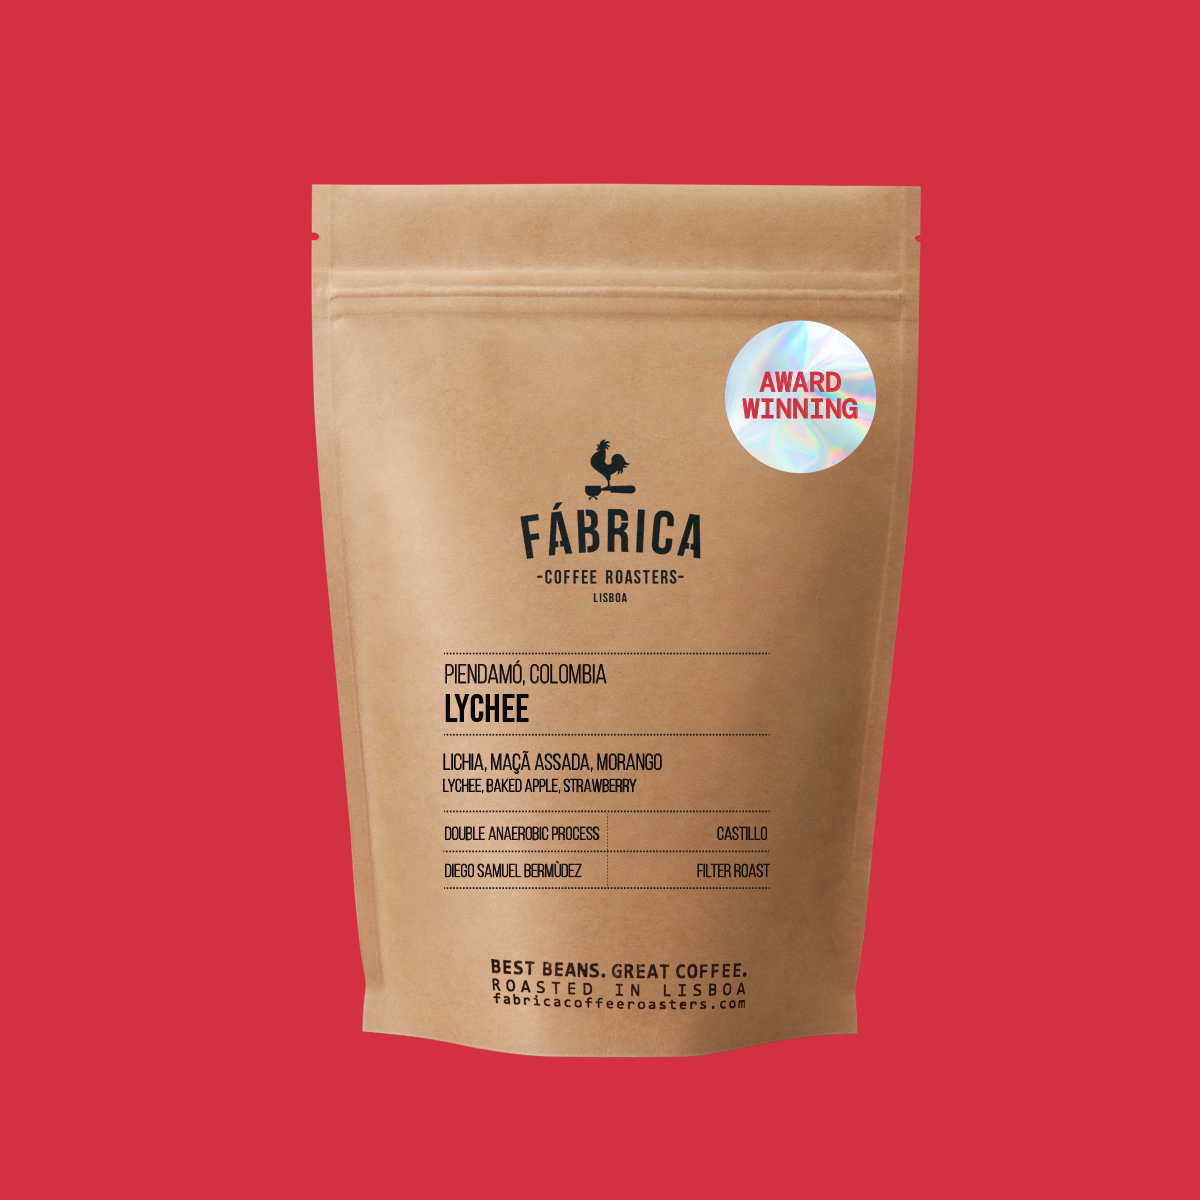 AWARD
WINNING
FÁBRICA
-COFFEE ROASTERS-
LISBOA
PIENDAMÓ, COLOMBIA
LYCHEE
LICHIA, MAÇÃ ASSADA, MORANGO
LYCHEE, BAKED APPLE, STRAWBERRY
DOUBLE ANAEROBIC PROCESS CASTILLO
DIEGO SAMUEL BERMÙDEZ FILTER ROAST
BEST BEANS. GREAT COFFEE.
ROASTED IN LISBOA
fabricacoffeeroasters.com